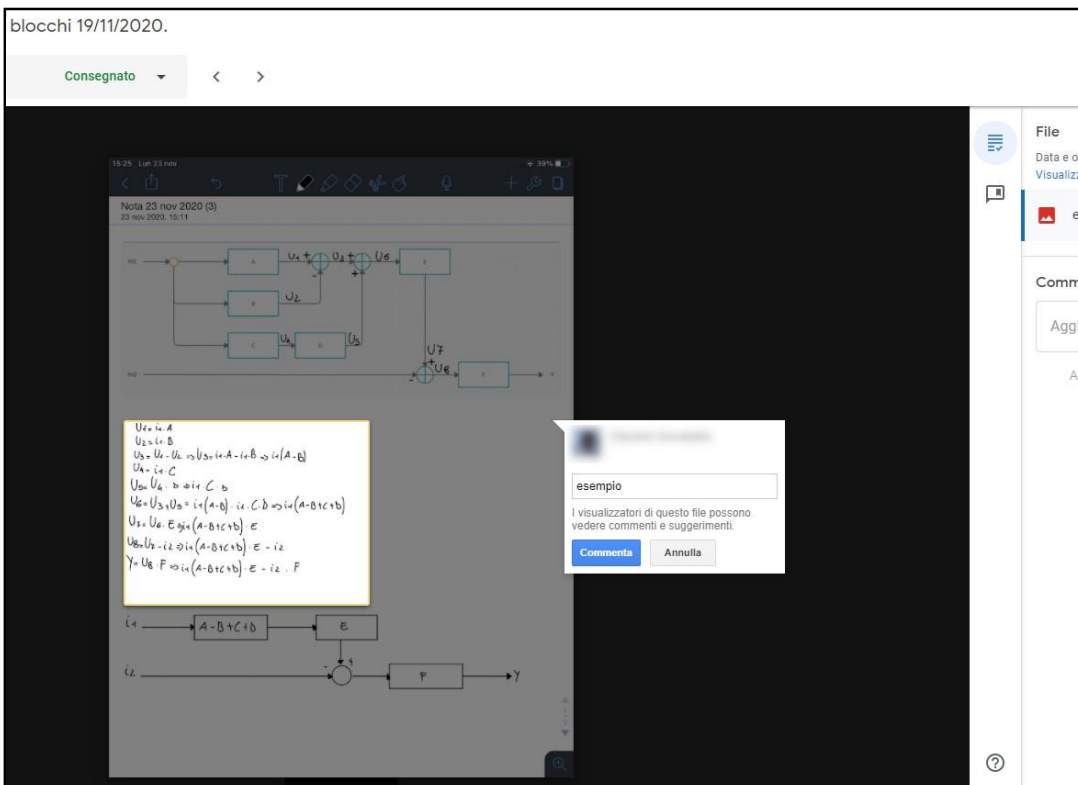 blocchi 19/11/2020.
Consegnato
15:25 Lun 23 nov
39%
Nota 23 nov 2020 (3)
23 nov 2020, 15:11
In1
A
U1 +
U3 +
U6
E
-
+
B
U2
C
U4
D
U5
U7
+
In2
-
U8
F
Y
U1 = i1.A
U2 = i1.B
U3 = U1 - U2 => U3 = i1.A - i1.B => i1(A-B)
U4 = i1.C
U5 = U4.D => i1.C.D
U6 = U3+U5 = i1(A-B). i1.C.D => i1(A-B+C+D)
U7 = U6.E => i1(A-B+C+D).E
U8 = U7 - i2 => i1(A-B+C+D).E - i2
Y = U8.F => i1(A-B+C+D).E - i2 . F
i1
A-B+C+D
E
- +
i2
F
Y
esempio
I visualizzatori di questo file possono
vedere commenti e suggerimenti.
Commenta
Annulla
File
Data e o
Visualizz
e
Comm
Agg
A